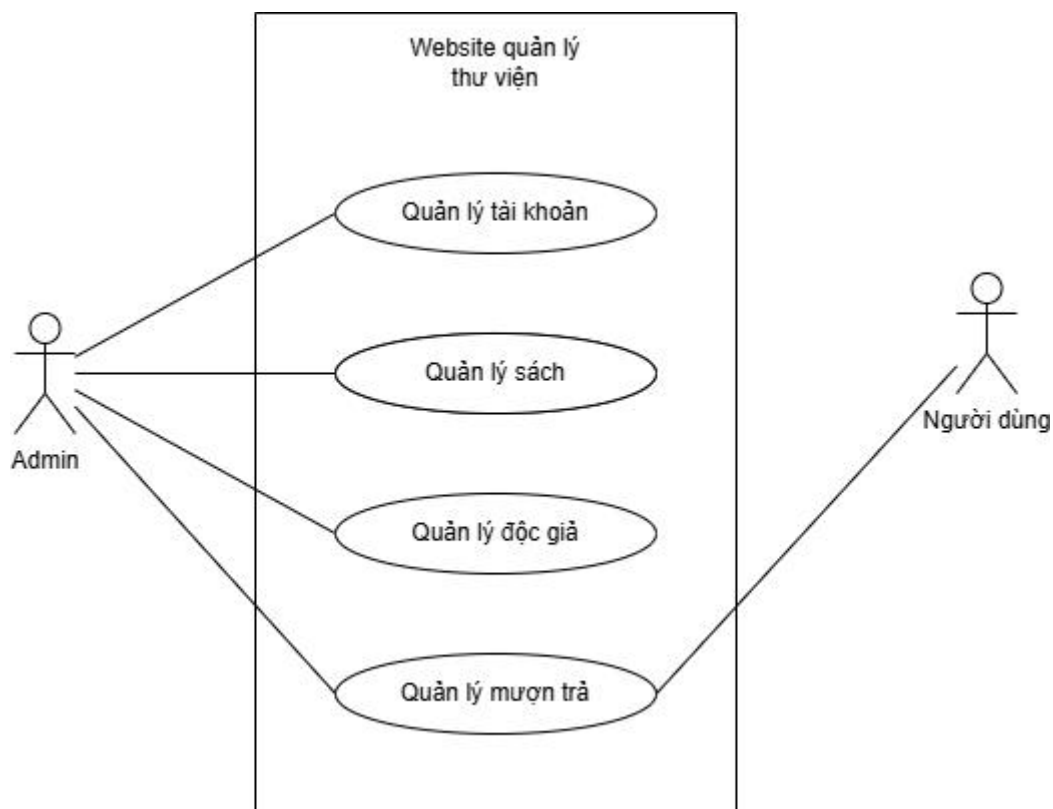 Website quản lý
thư viện
Quản lý tài khoản
Quản lý sách
Admin
Người dùng
Quản lý độc giả
Quản lý mượn trả